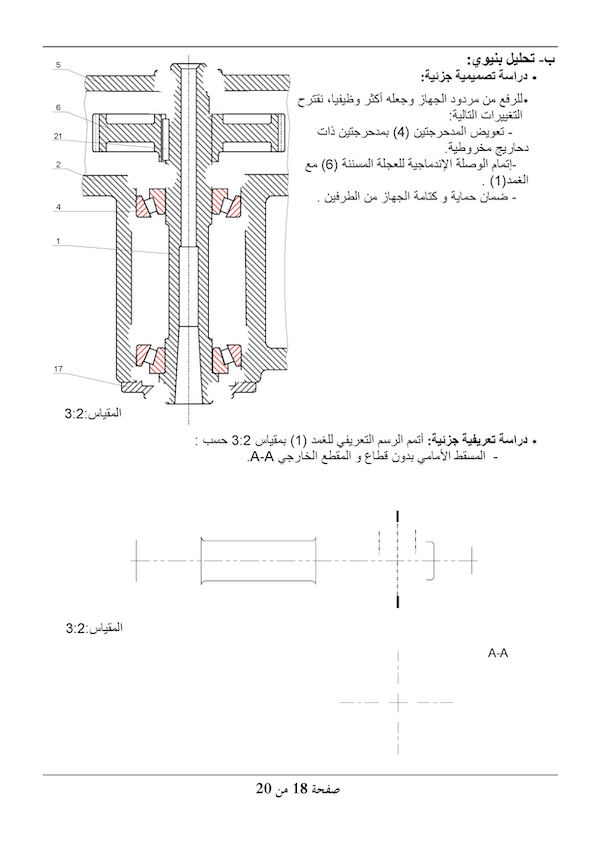 ب- تحليل بنيوي:
• دراسة تصميمية جزئية:
•للرفع من مردود الجهاز وجعله أكثر وظيفيا، نقترح
التغييرات التالية:
- تعويض المدحرجتين (4) بمدحرجتين ذات
دحاريج مخروطية.
-إتمام الوصلة الإندماجية للعجلة المسننة (6) مع
الغمد(1) .
- ضمان حماية و كتامة الجهاز من الطرفين .
5
6
21
2
4
1
17
المقياس:3:2
• دراسة تعريفية جزئية: أتمم الرسم التعريفي للغمد (1) بمقياس 3:2 حسب :
- المسقط الأمامي بدون قطاع و المقطع الخارجي A-A.
المقياس:3:2
A-A
صفحة 18 من 20